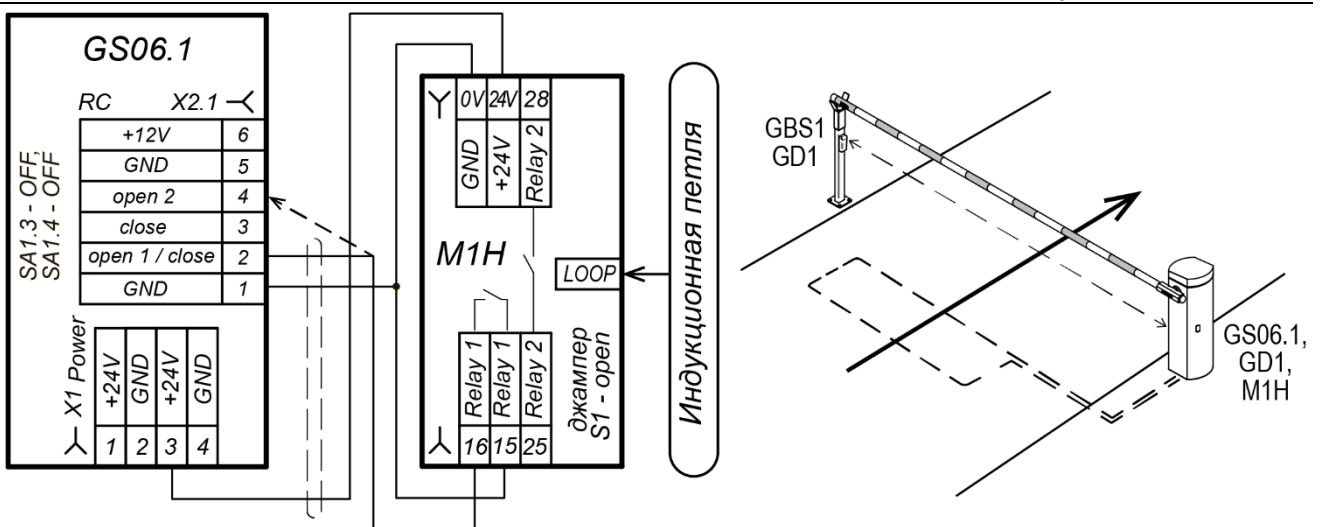 GS06.1
RC X2.1
+12V 6
GND 5
open 2 4
close 3
open 1 / close 2
GND 1
SA1.3 - OFF,
SA1.4 - OFF
X1 Power
+24V GND +24V GND
1 2 3 4
0V 24V 28
GND +24V Relay 2
M1H
LOOP
Relay 1 Relay 1 Relay 2
16 15 25
джампер
S1 - open
Индукционная петля
GBS1
GD1
GS06.1,
GD1,
M1H